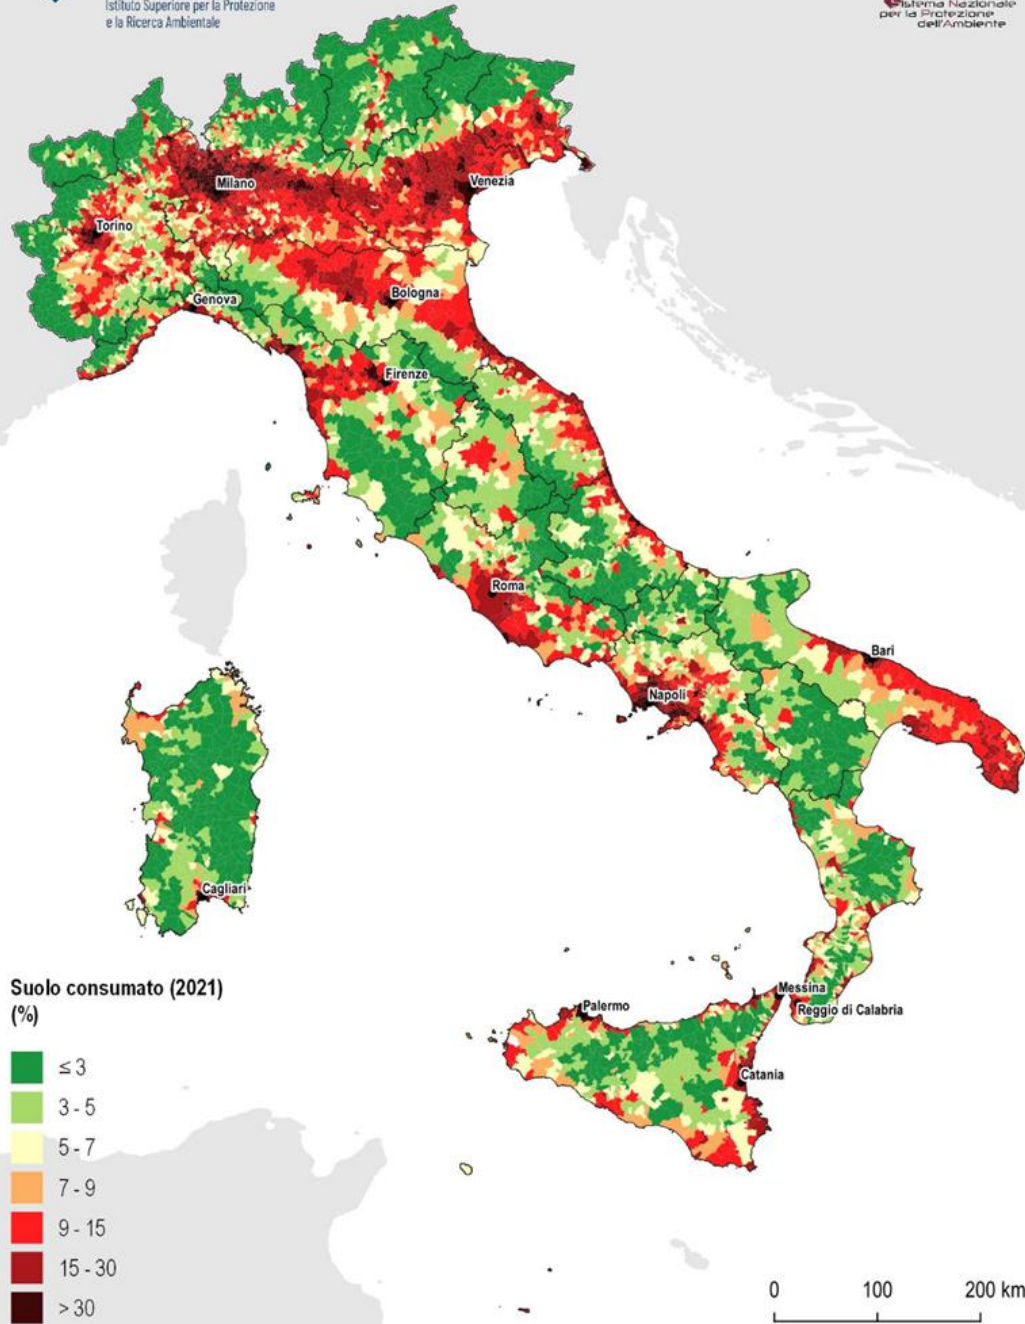 Istituto Superiore per la Protezione
e la Ricerca Ambientale
Sistema Nazionale
per la Protezione
dell'Ambiente
Milano
Venezia
Torino
Genova
Bologna
Firenze
Roma
Bari
Napoli
Cagliari
Suolo consumato (2021)
(%)
≤ 3
3 - 5
5 - 7
7 - 9
9 - 15
15 - 30
> 30
Palermo
Messina
Reggio di Calabria
Catania
0 100 200 km